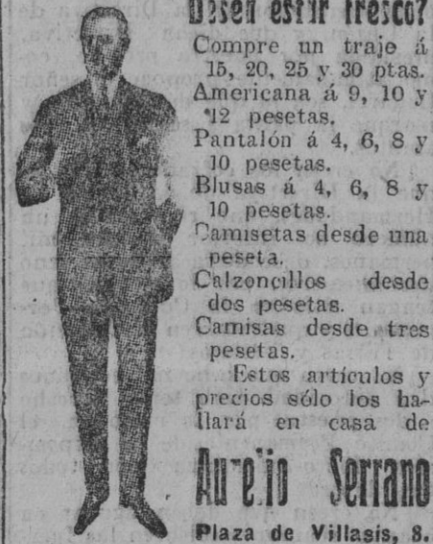 Deseá estar fresco?
Compre un traje á
15, 20, 25 y 30 ptas.
Americana á 9, 10 y
12 pesetas.
Pantalón á 4, 6, 8 y
10 pesetas.
Blusas á 4, 6, 8 y
10 pesetas.
Camisetas desde una
peseta.
Calzoncillos desde
dos pesetas.
Camisas desde tres
pesetas.
Estos artículos y
precios sólo los ha-
llará en casa de
Aurelio Serrano
Plaza de Villasís, 8.